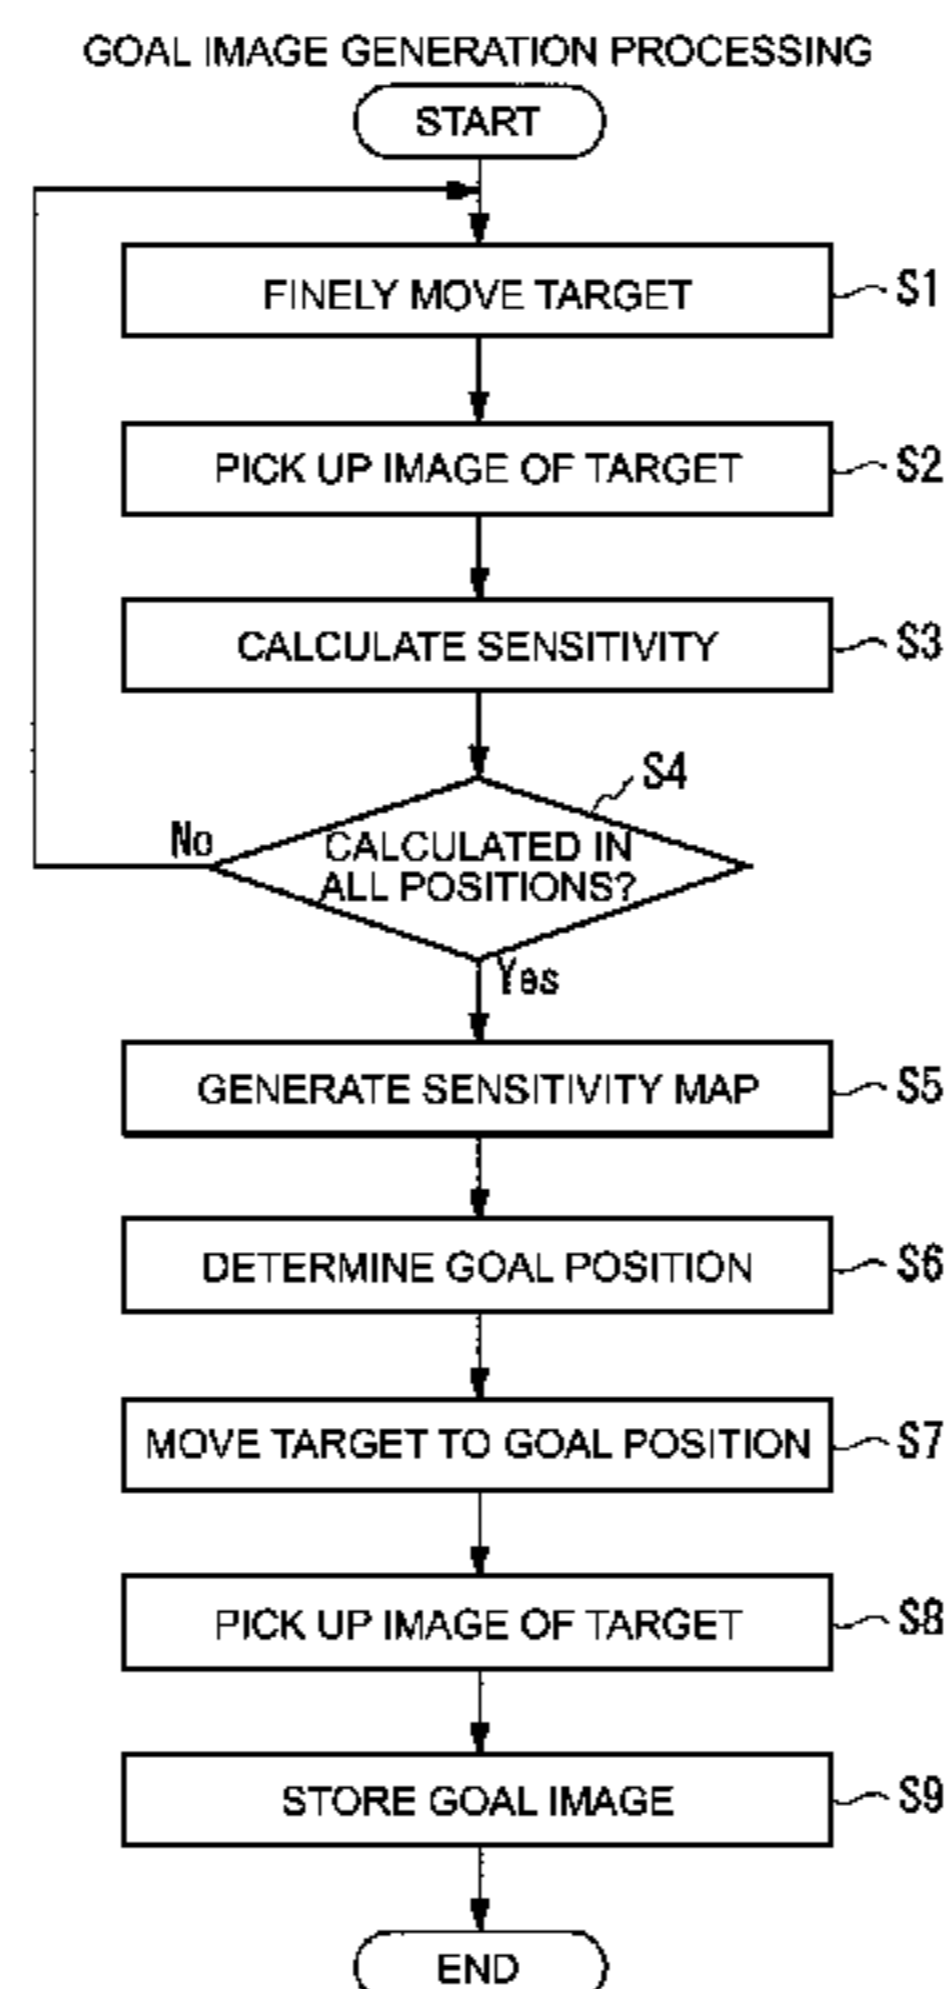 GOAL IMAGE GENERATION PROCESSING
START
FINELY MOVE TARGET
S1
PICK UP IMAGE OF TARGET
S2
CALCULATE SENSITIVITY
S3
S4
No
CALCULATED IN
ALL POSITIONS?
Yes
GENERATE SENSITIVITY MAP
S5
DETERMINE GOAL POSITION
S6
MOVE TARGET TO GOAL POSITION
S7
PICK UP IMAGE OF TARGET
S8
STORE GOAL IMAGE
S9
END